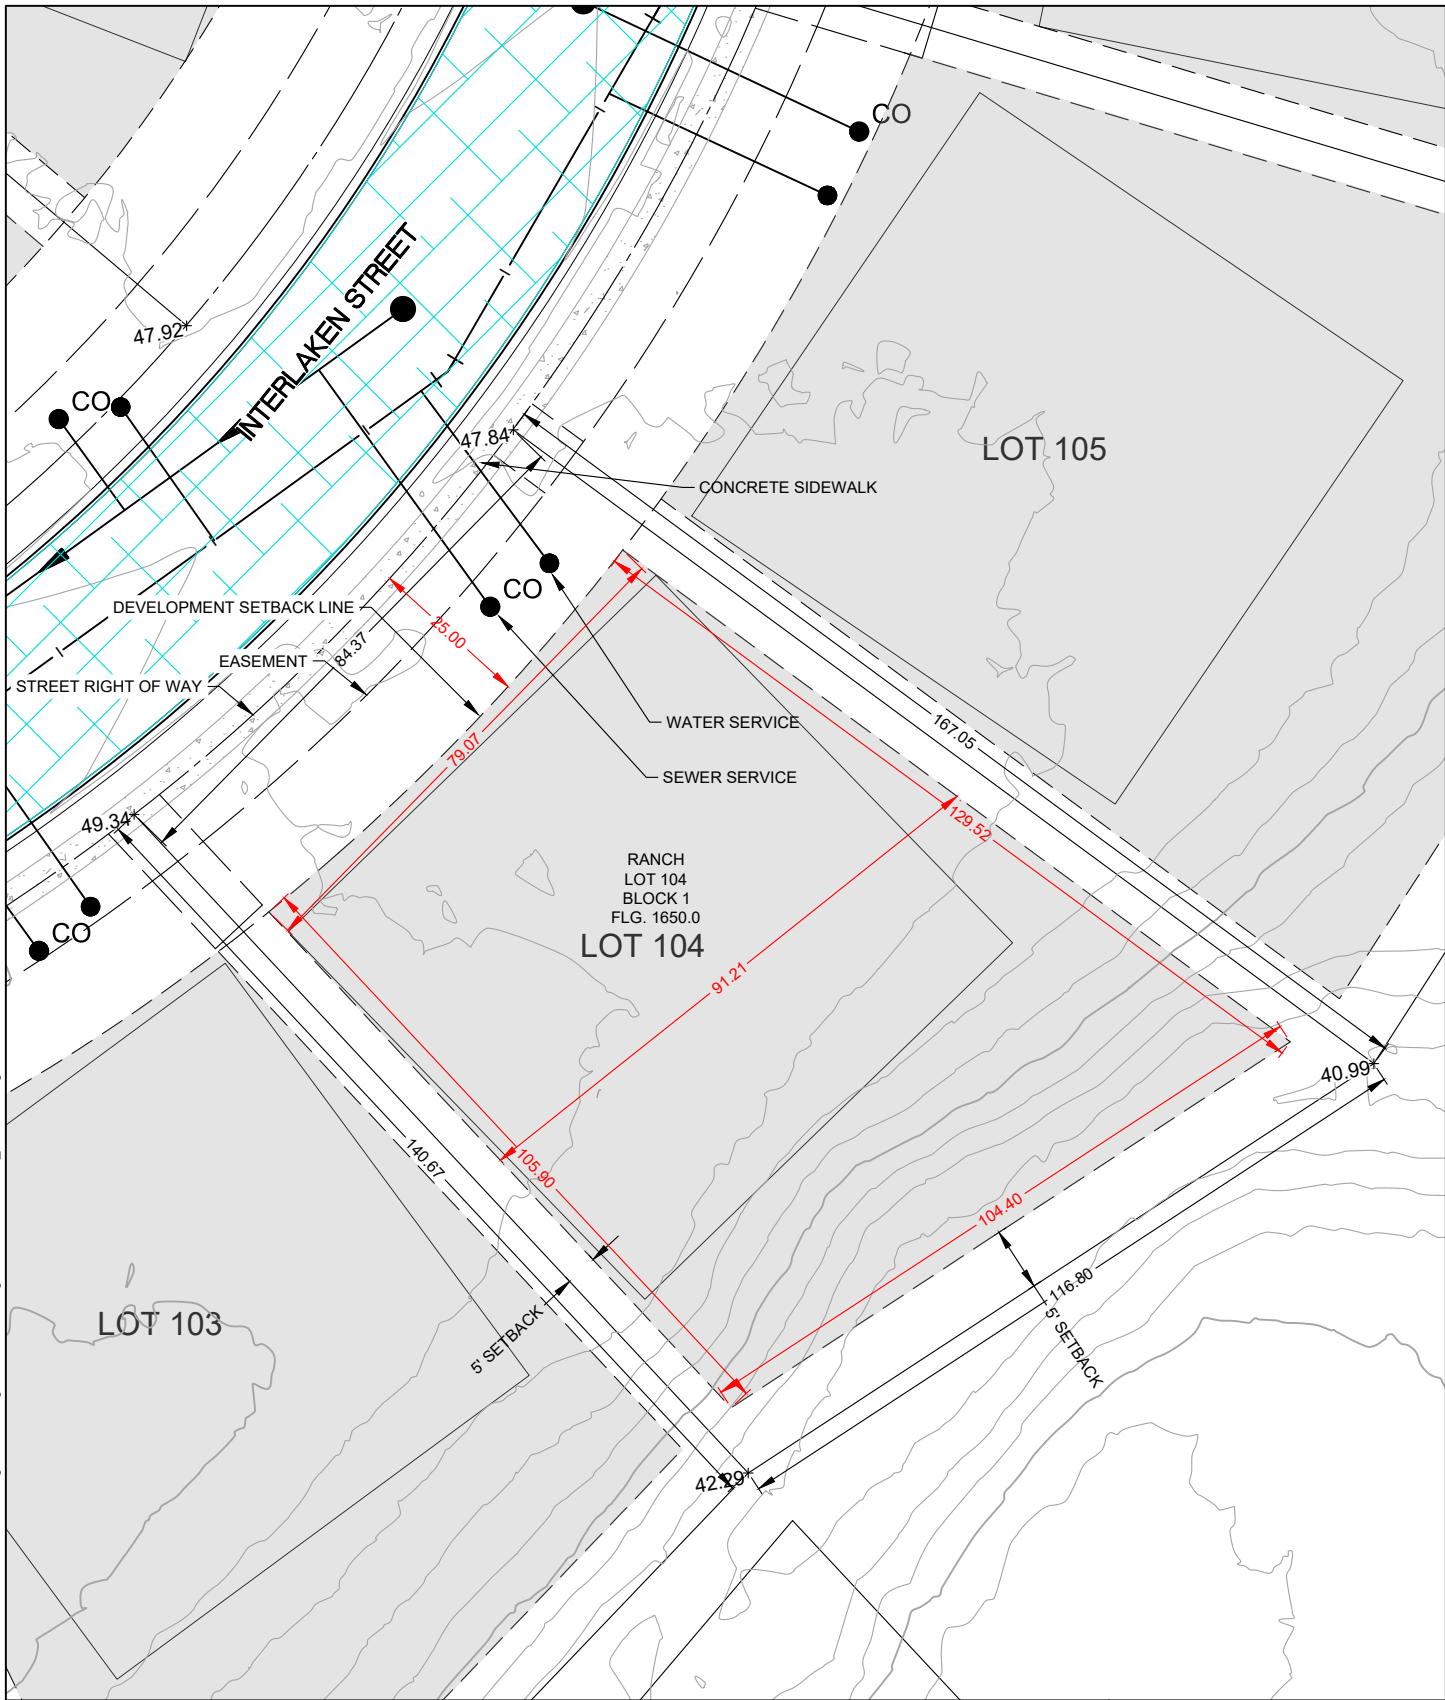 CO
INTERLAKEN STREET
47.92
CO
47.84
LOT 105
CONCRETE SIDEWALK
CO
DEVELOPMENT SETBACK LINE
25.00
84.37
EASEMENT
STREET RIGHT OF WAY
WATER SERVICE
167.05
79.07
SEWER SERVICE
49.34
129.52
RANCH
LOT 104
BLOCK 1
FLG. 1650.0
LOT 104
CO
91.21
40.99
140.67
105.90
104.40
116.80
LOT 103
5' SETBACK
5' SETBACK
42.29